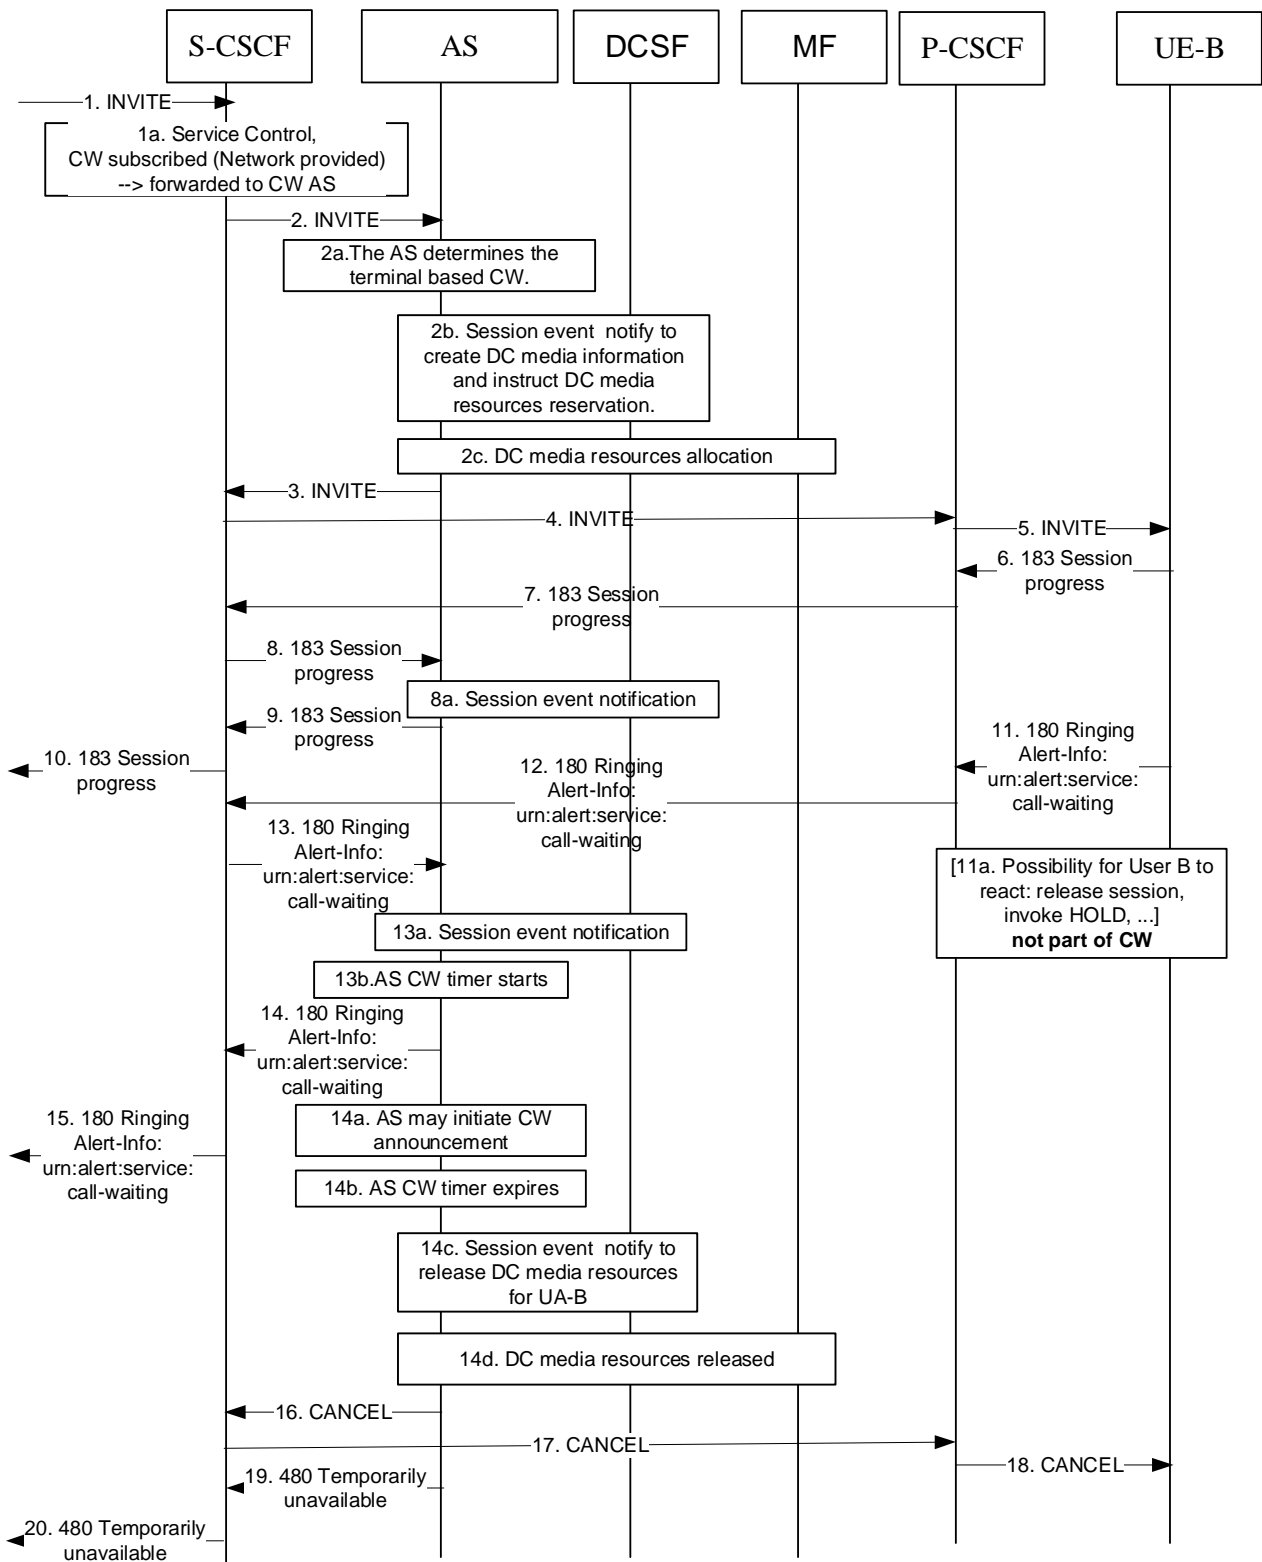 S-CSCF
AS
DCSF
MF
P-CSCF
UE-B
1. INVITE
1a. Service Control,
CW subscribed (Network provided)
--> forwarded to CW AS
2. INVITE
2a.The AS determines the
terminal based CW.
2b. Session event  notify to
create DC media information
and instruct DC media
resources reservation.
2c. DC media resources allocation
3. INVITE
4. INVITE
5. INVITE
6. 183 Session
progress
7. 183 Session
progress
8. 183 Session
progress
8a. Session event notification
9. 183 Session
progress
10. 183 Session
progress
11. 180 Ringing
Alert-Info:
urn:alert:service:
call-waiting
12. 180 Ringing
Alert-Info:
urn:alert:service:
call-waiting
13. 180 Ringing
Alert-Info:
urn:alert:service:
call-waiting
[11a. Possibility for User B to
react: release session,
invoke HOLD, ...]
not part of CW
13a. Session event notification
13b.AS CW timer starts
14. 180 Ringing
Alert-Info:
urn:alert:service:
call-waiting
15. 180 Ringing
Alert-Info:
urn:alert:service:
call-waiting
14a. AS may initiate CW
announcement
14b. AS CW timer expires
14c. Session event  notify to
release DC media resources
for UA-B
14d. DC media resources released
16. CANCEL
17. CANCEL
18. CANCEL
19. 480 Temporarily
unavailable
20. 480 Temporarily
unavailable